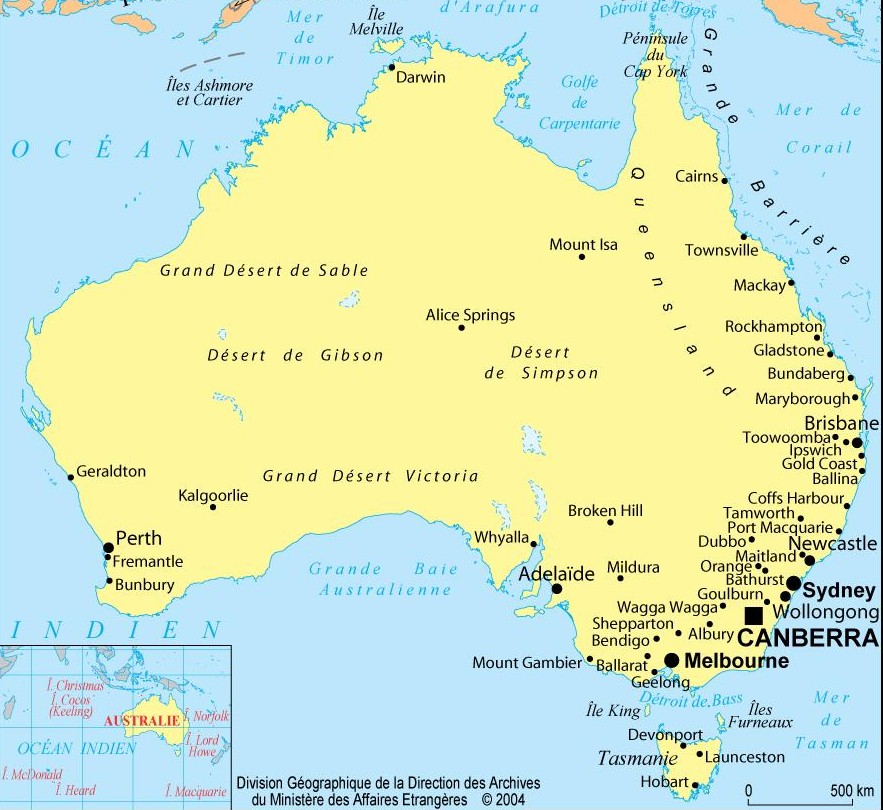 Mer
de
Timor
Île
Melville
d'Arafura
Détroit de Torres
Péninsule
du
Cap York
Grande Barrière
Îles Ashmore
et Cartier
Darwin
Golfe
de
Carpentarie
Mer de
Corail
OCÉAN
Cairns
Queensland
Mount Isa
Townsville
Grand Désert de Sable
Mackay
Alice Springs
Rockhampton
Désert de Gibson
Désert
de Simpson
Gladstone
Bundaberg
Maryborough
Brisbane
Toowoomba
Ipswich
Gold Coast
Ballina
Geraldton
Grand Désert Victoria
Kalgoorlie
Coffs Harbour
Broken Hill
Tamworth
Port Macquarie
Perth
Whyalla
Dubbo
Newcastle
Fremantle
Maitland
Grande Baie
Australienne
Adelaïde
Mildura
Orange
Bathurst
Bunbury
Sydney
Goulburn
Wagga Wagga
Wollongong
Shepparton
INDIEN
Bendigo
Albury
CANBERRA
Mount Gambier
Ballarat
Melbourne
Geelong
Détroit de Bass
Île King
Îles
Furneaux
Mer
de
Tasman
Devonport
Tasmanie
Launceston
Hobart
Î. Christmas
Î. Cocos
(Keeling)
AUSTRALIE
Î. Norfolk
OCÉAN INDIEN
Î. Lord
Howe
Î. McDonald
Î. Heard
Î. Macquarie
Division Géographique de la Direction des Archives
du Ministère des Affaires Etrangères © 2004
0 500 km